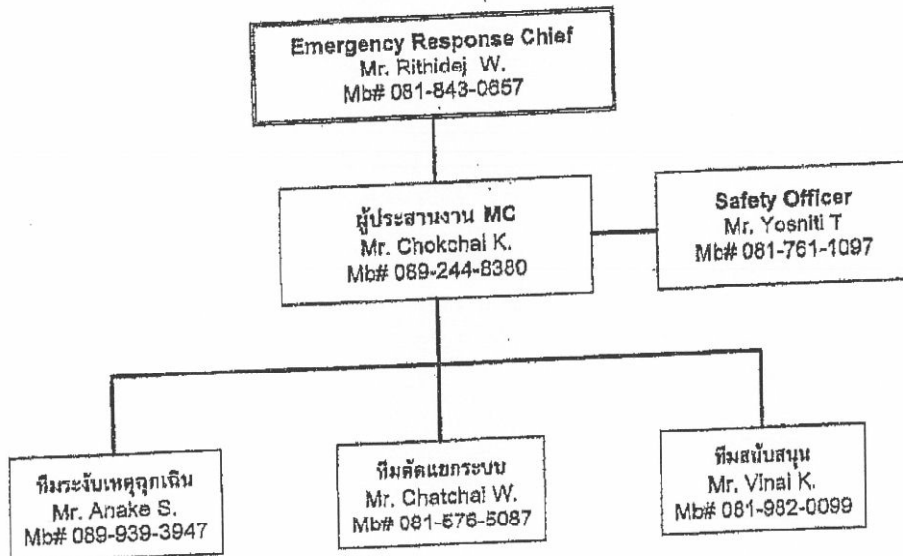 Emergency Response Chief
Mr. Rithidej W.
Mb# 081-843-0657
ผู้ประสานงาน MC
Mr. Chokchai K.
Mb# 089-244-8380
Safety Officer
Mr. Yosniti T
Mb# 081-761-1097
ทีมระงับเหตุฉุกเฉิน
Mr. Anake S.
Mb# 089-939-3947
ทีมตัดแยกระบบ
Mr. Chatchai W.
Mb# 081-576-5087
ทีมสนับสนุน
Mr. Vinai K.
Mb# 081-982-0099